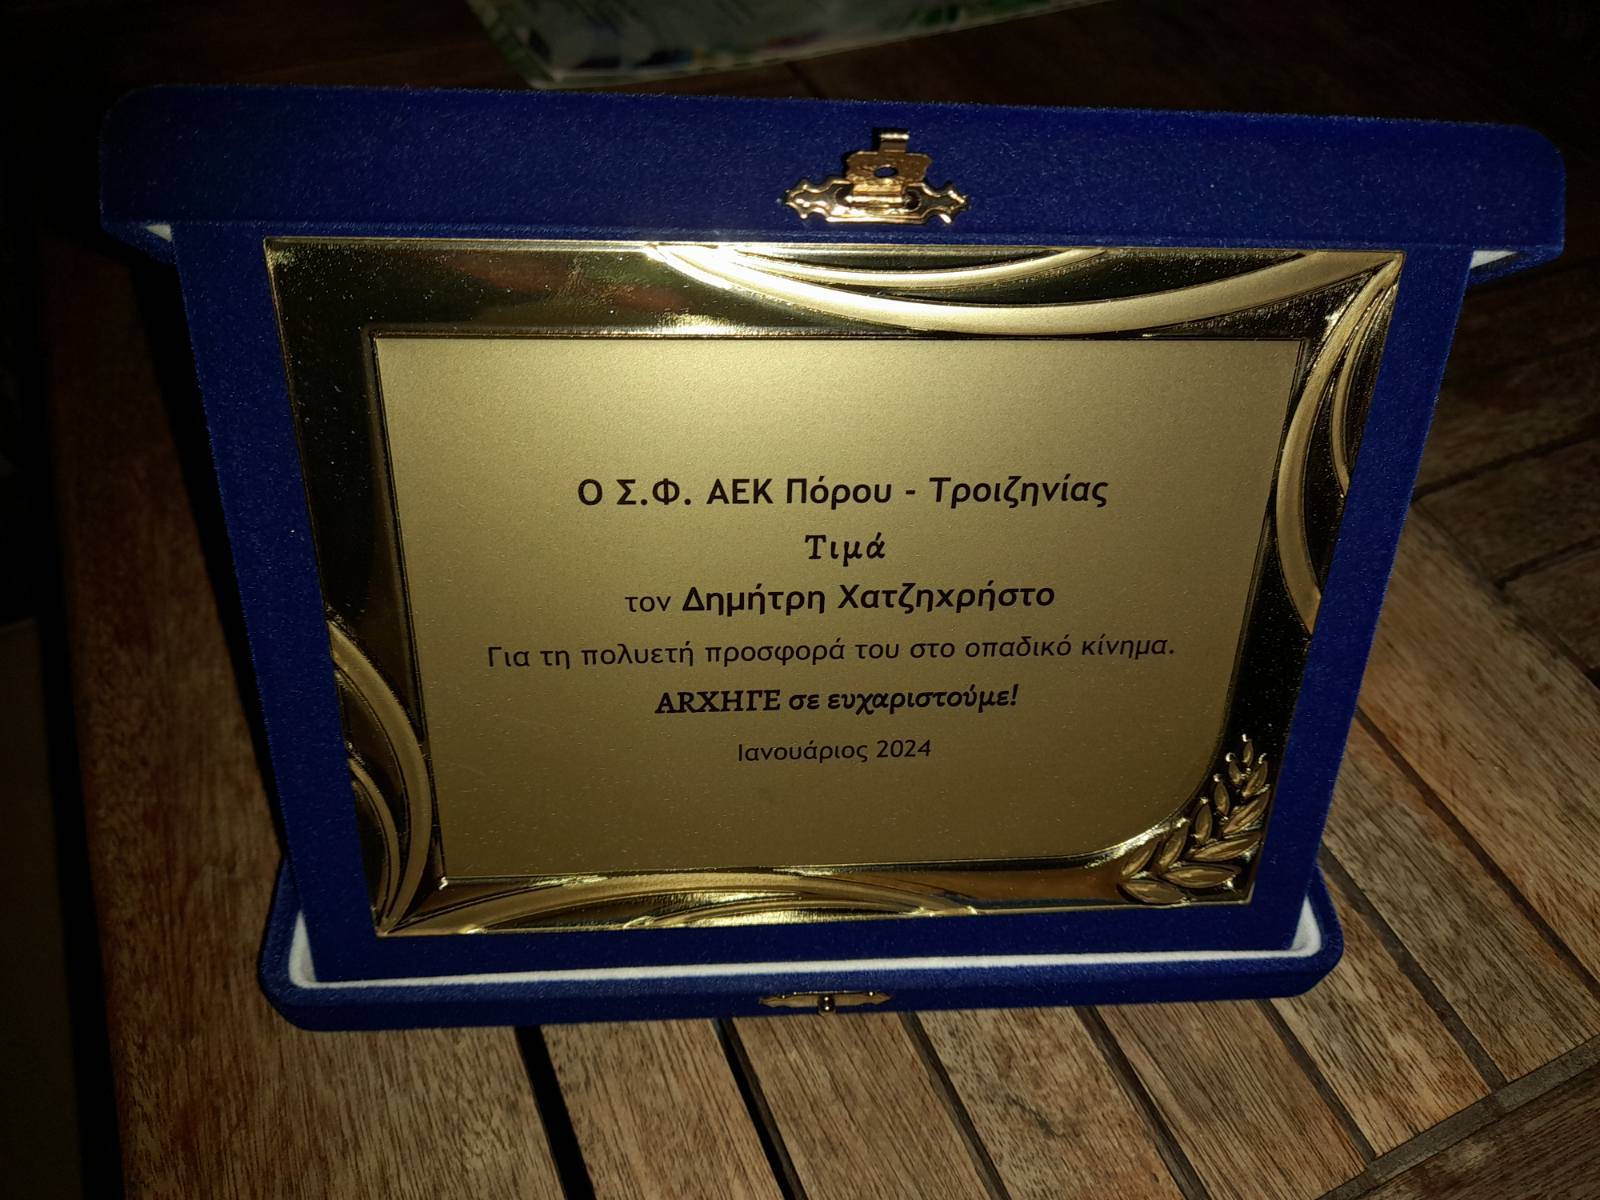 Ο Σ.Φ. ΑΕΚ Πόρου - Τροιζηνίας
Τιμά
τον Δημήτρη Χατζηχρήστο
Για τη πολυετή προσφορά του στο οπαδικό κίνημα.
ΑRΧΗΓΕ σε ευχαριστούμε!
Ιανουάριος 2024